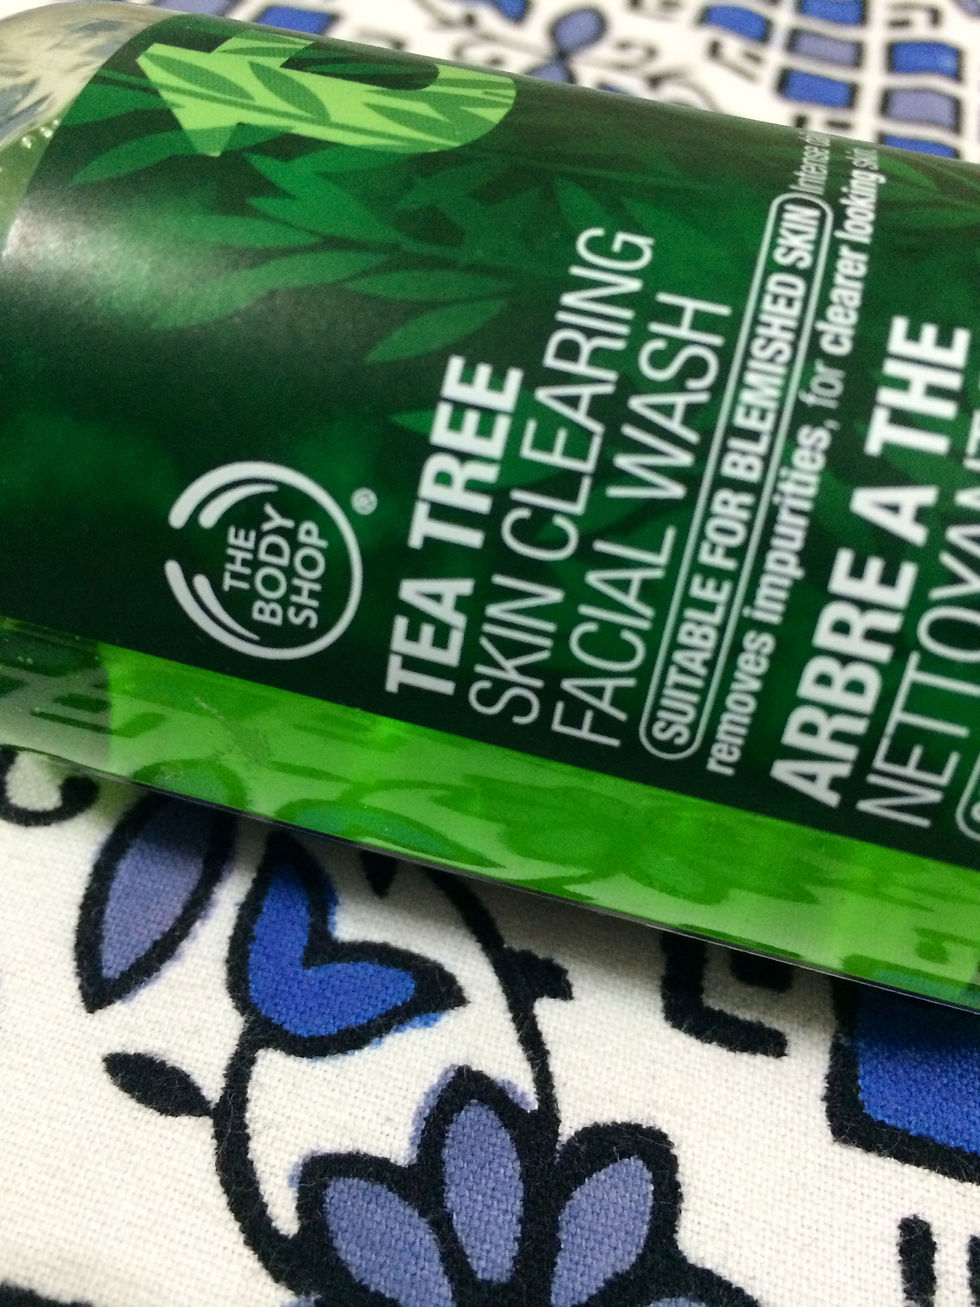 THE
BODY
SHOP
®
TEA TREE
SKIN CLEARING
FACIAL WASH
SUITABLE FOR BLEMISHED SKIN Intense
removes impurities, for clearer looking skin
ARBRE A THE